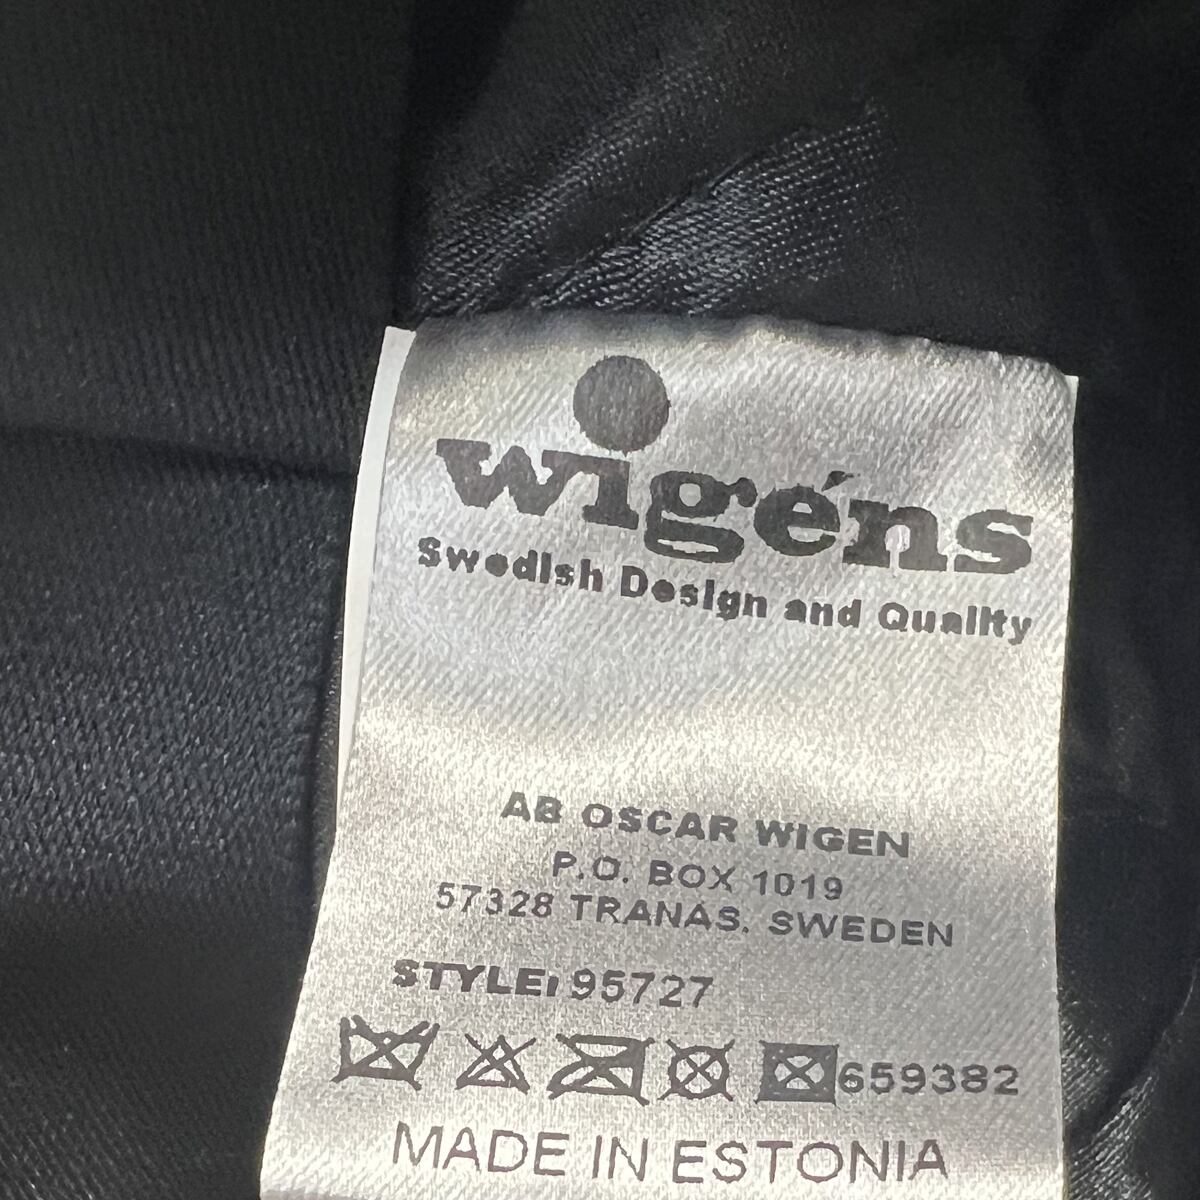 wigéns
Swedish Design and Quality
AB OSCAR WIGEN
P.O. BOX 1019
57328 TRANAS. SWEDEN
STYLE: 95727
659382
MADE IN ESTONIA